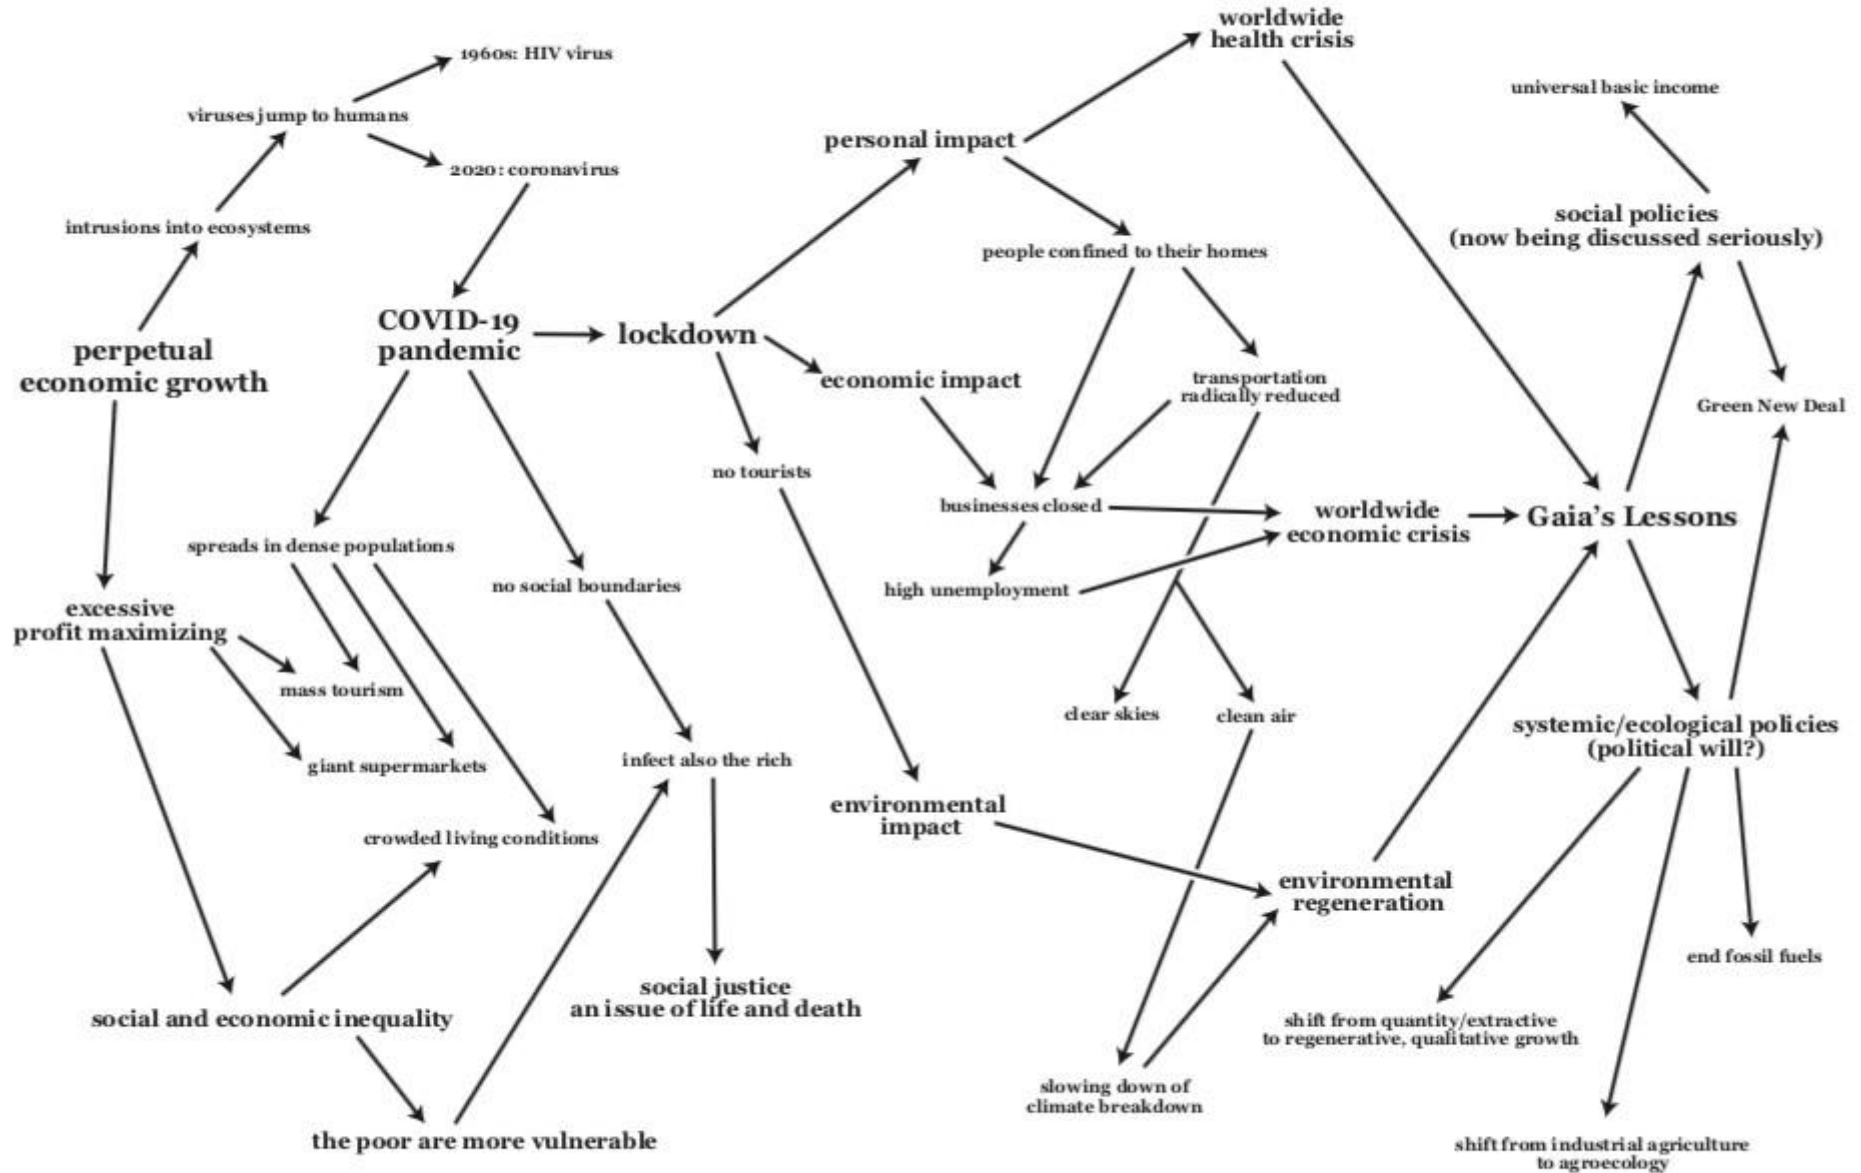 worldwide
health crisis
1960s: HIV virus
universal basic income
viruses jump to humans
personal impact
2020: coronavirus
social policies
(now being discussed seriously)
intrusions into ecosystems
people confined to their homes
COVID-19
pandemic
lockdown
perpetual
economic growth
economic impact
transportation
radically reduced
Green New Deal
no tourists
businesses closed
worldwide
economic crisis
Gaia's Lessons
spreads in dense populations
no social boundaries
high unemployment
excessive
profit maximizing
mass tourism
clear skies
clean air
systemic/ecological policies
(political will?)
giant supermarkets
infect also the rich
environmental
impact
crowded living conditions
environmental
regeneration
end fossil fuels
social justice
an issue of life and death
social and economic inequality
shift from quantity/extractive
to regenerative, qualitative growth
slowing down of
climate breakdown
the poor are more vulnerable
shift from industrial agriculture
to agroecology